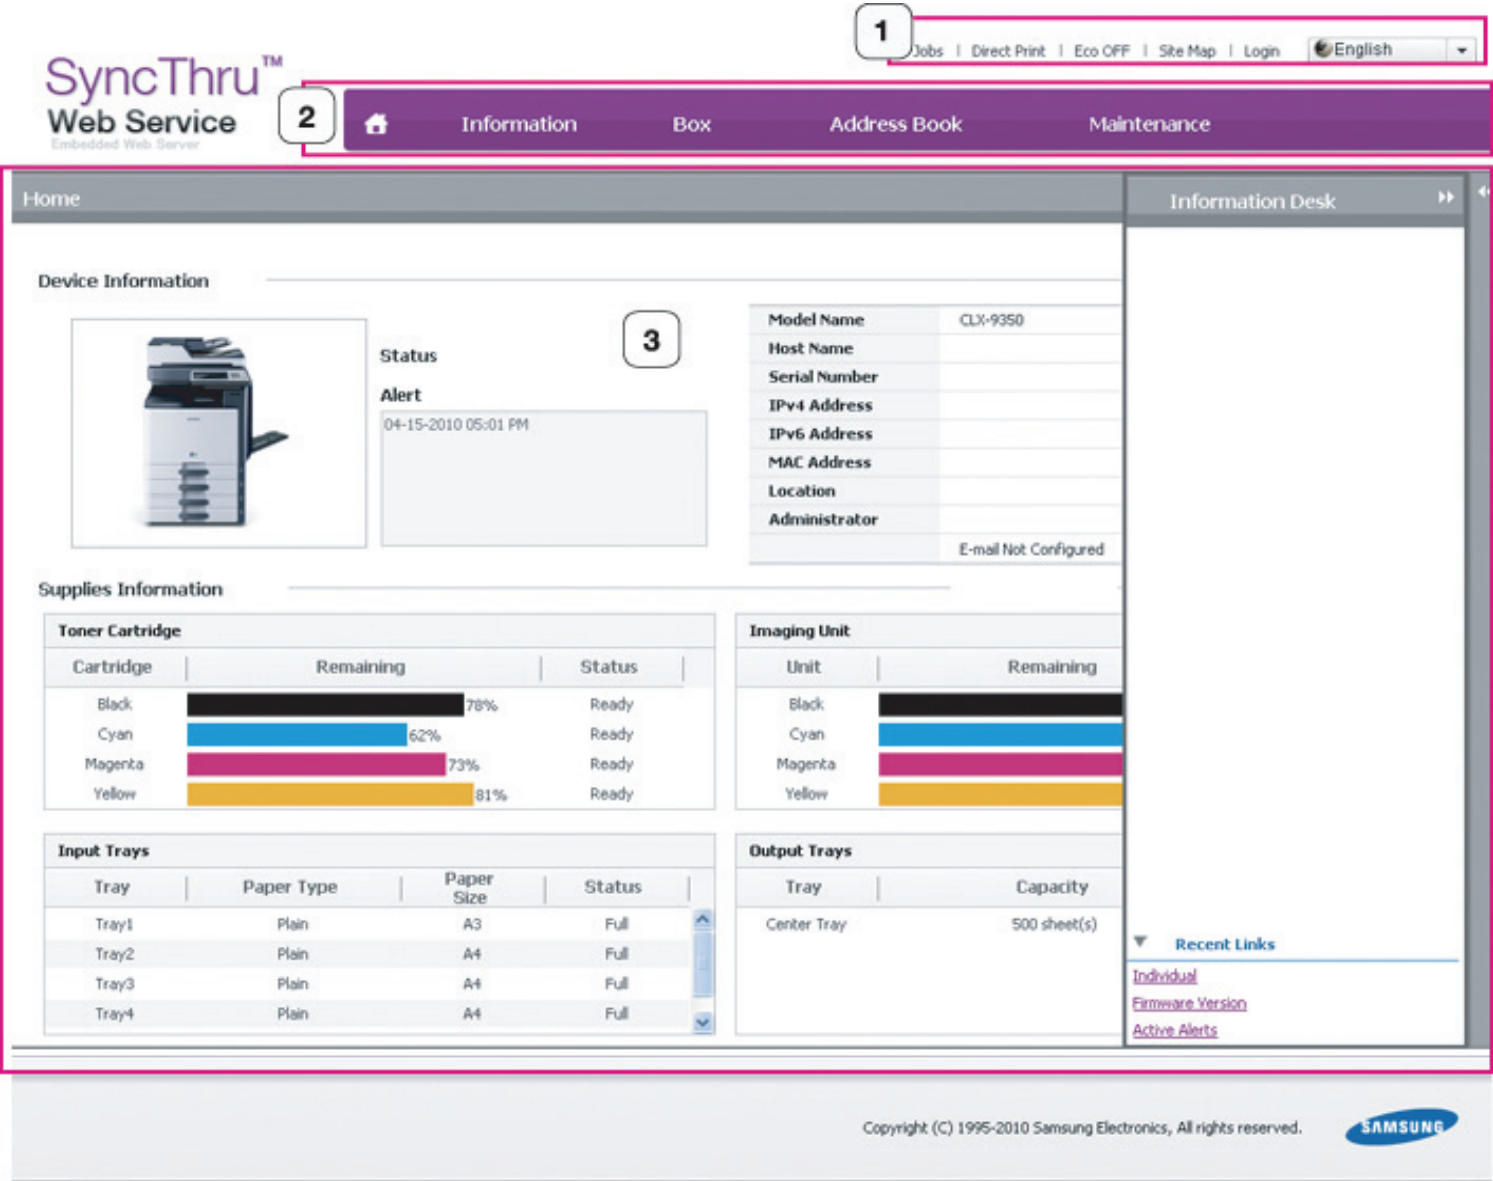 1
Jobs | Direct Print | Eco OFF | Site Map | Login English
SyncThru™
Web Service
Embedded Web Server
2
Information Box Address Book Maintenance
Home
Information Desk
Device Information
3
Status
Alert
04-15-2010 05:01 PM
Model Name CLX-9350
Host Name
Serial Number
IPv4 Address
IPv6 Address
MAC Address
Location
Administrator
E-mail Not Configured
Supplies Information
Toner Cartridge
Cartridge Remaining Status
Black 78% Ready
Cyan 62% Ready
Magenta 73% Ready
Yellow 81% Ready
Imaging Unit
Unit Remaining
Black
Cyan
Magenta
Yellow
Input Trays
Tray Paper Type Paper Size Status
Tray1 Plain A3 Full
Tray2 Plain A4 Full
Tray3 Plain A4 Full
Tray4 Plain A4 Full
Output Trays
Tray Capacity
Center Tray 500 sheet(s)
Recent Links
Individual
Firmware Version
Active Alerts
Copyright (C) 1995-2010 Samsung Electronics, All rights reserved.
SAMSUNG